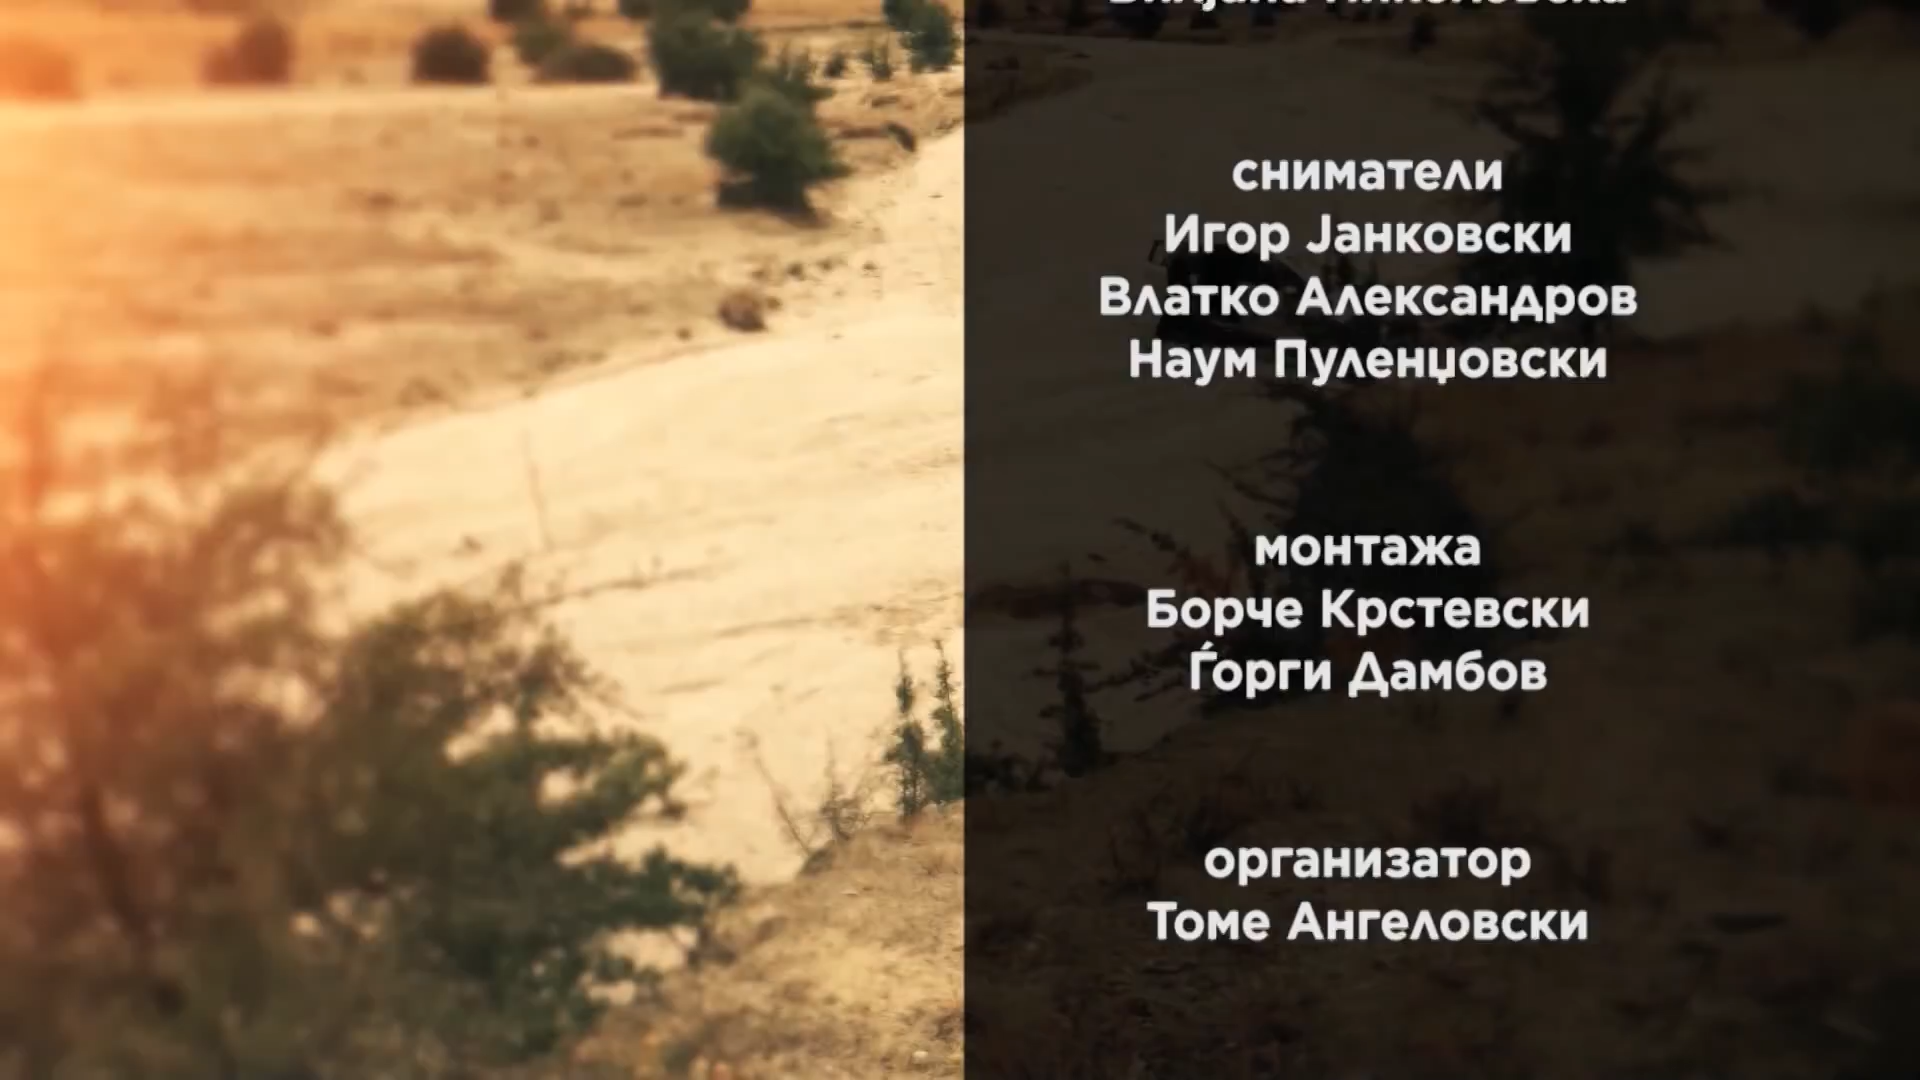 сниматели
Игор Јанковски
Влатко Александров
Наум Пуленџовски
монтажа
Борче Крстевски
Ѓорги Дамбов
организатор
Томе Ангеловски